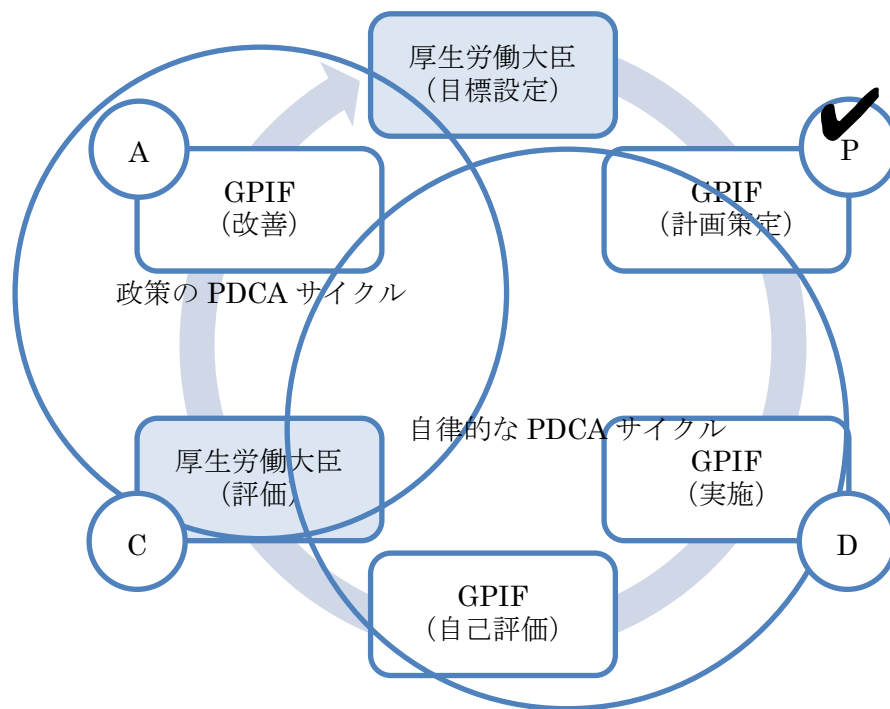 厚生労働大臣
(目標設定)
A
P
GPIF
(改善)
GPIF
(計画策定)
政策の PDCA サイクル
自律的な PDCA サイクル
厚生労働大臣
(評価)
GPIF
(実施)
C
D
GPIF
(自己評価)